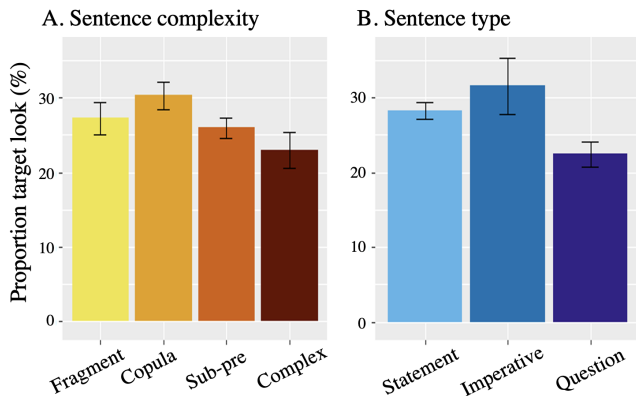 A. Sentence complexity
B. Sentence type
Proportion target look (%)
30
20
10
0
Fragment
Copula
Sub-pre
Complex
30
20
10
0
Statement
Imperative
Question